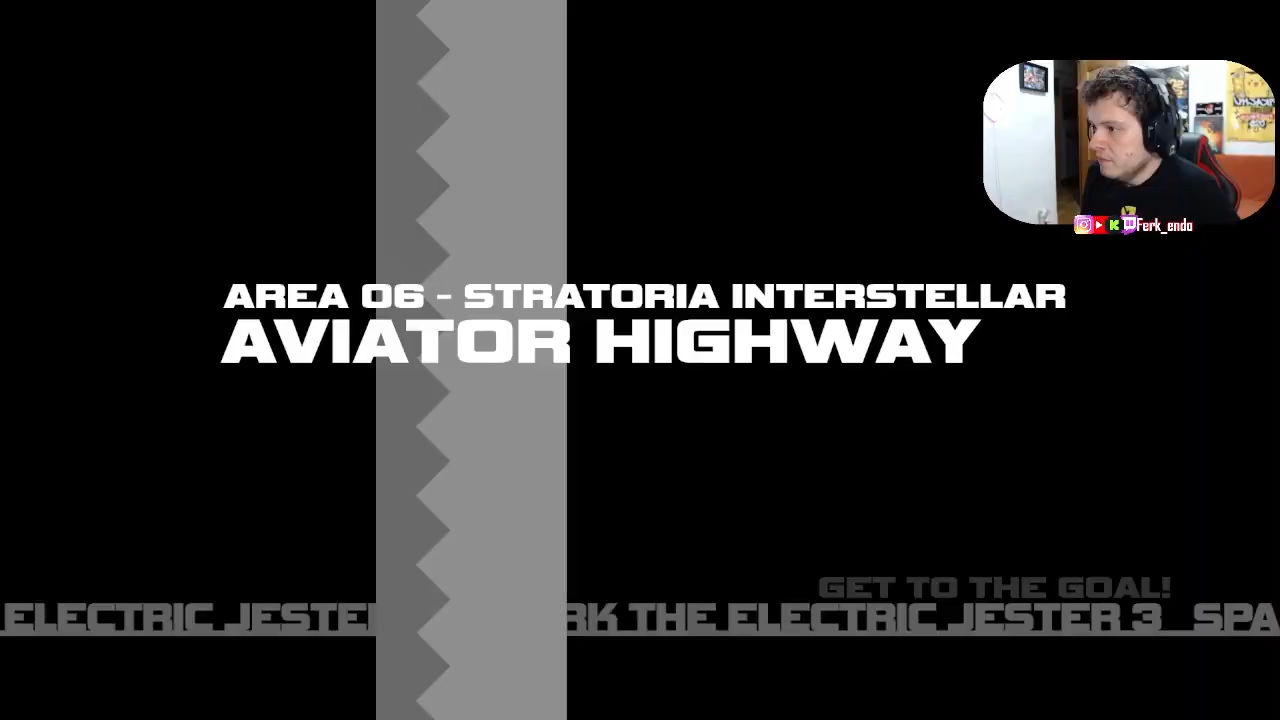 Ferk_endo
AREA 06 - STRATORIA INTERSTELLAR
AVIATOR HIGHWAY
GET TO THE GOAL!
ELECTRIC JESTE RK THE ELECTRIC JESTER 3 SPA